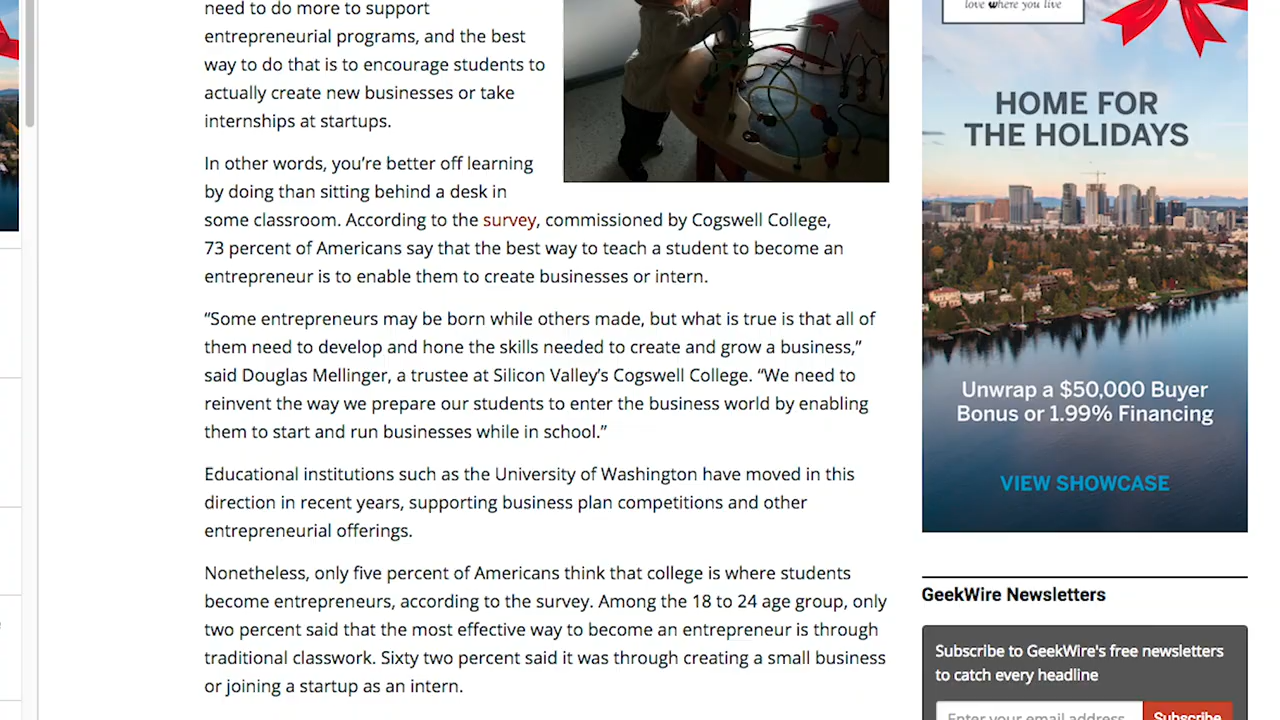 need to do more to support
entrepreneurial programs, and the best
way to do that is to encourage students to
actually create new businesses or take
internships at startups.
In other words, you’re better off learning
by doing than sitting behind a desk in
some classroom. According to the survey, commissioned by Cogswell College,
73 percent of Americans say that the best way to teach a student to become an
entrepreneur is to enable them to create businesses or intern.
“Some entrepreneurs may be born while others made, but what is true is that all of
them need to develop and hone the skills needed to create and grow a business,”
said Douglas Mellinger, a trustee at Silicon Valley’s Cogswell College. “We need to
reinvent the way we prepare our students to enter the business world by enabling
them to start and run businesses while in school.”
Educational institutions such as the University of Washington have moved in this
direction in recent years, supporting business plan competitions and other
entrepreneurial offerings.
Nonetheless, only five percent of Americans think that college is where students
become entrepreneurs, according to the survey. Among the 18 to 24 age group, only
two percent said that the most effective way to become an entrepreneur is through
traditional classwork. Sixty two percent said it was through creating a small business
or joining a startup as an intern.
love where you live
HOME FOR
THE HOLIDAYS
Unwrap a $50,000 Buyer
Bonus or 1.99% Financing
VIEW SHOWCASE
GeekWire Newsletters
Subscribe to GeekWire's free newsletters
to catch every headline
Enter your email address
Subscribe